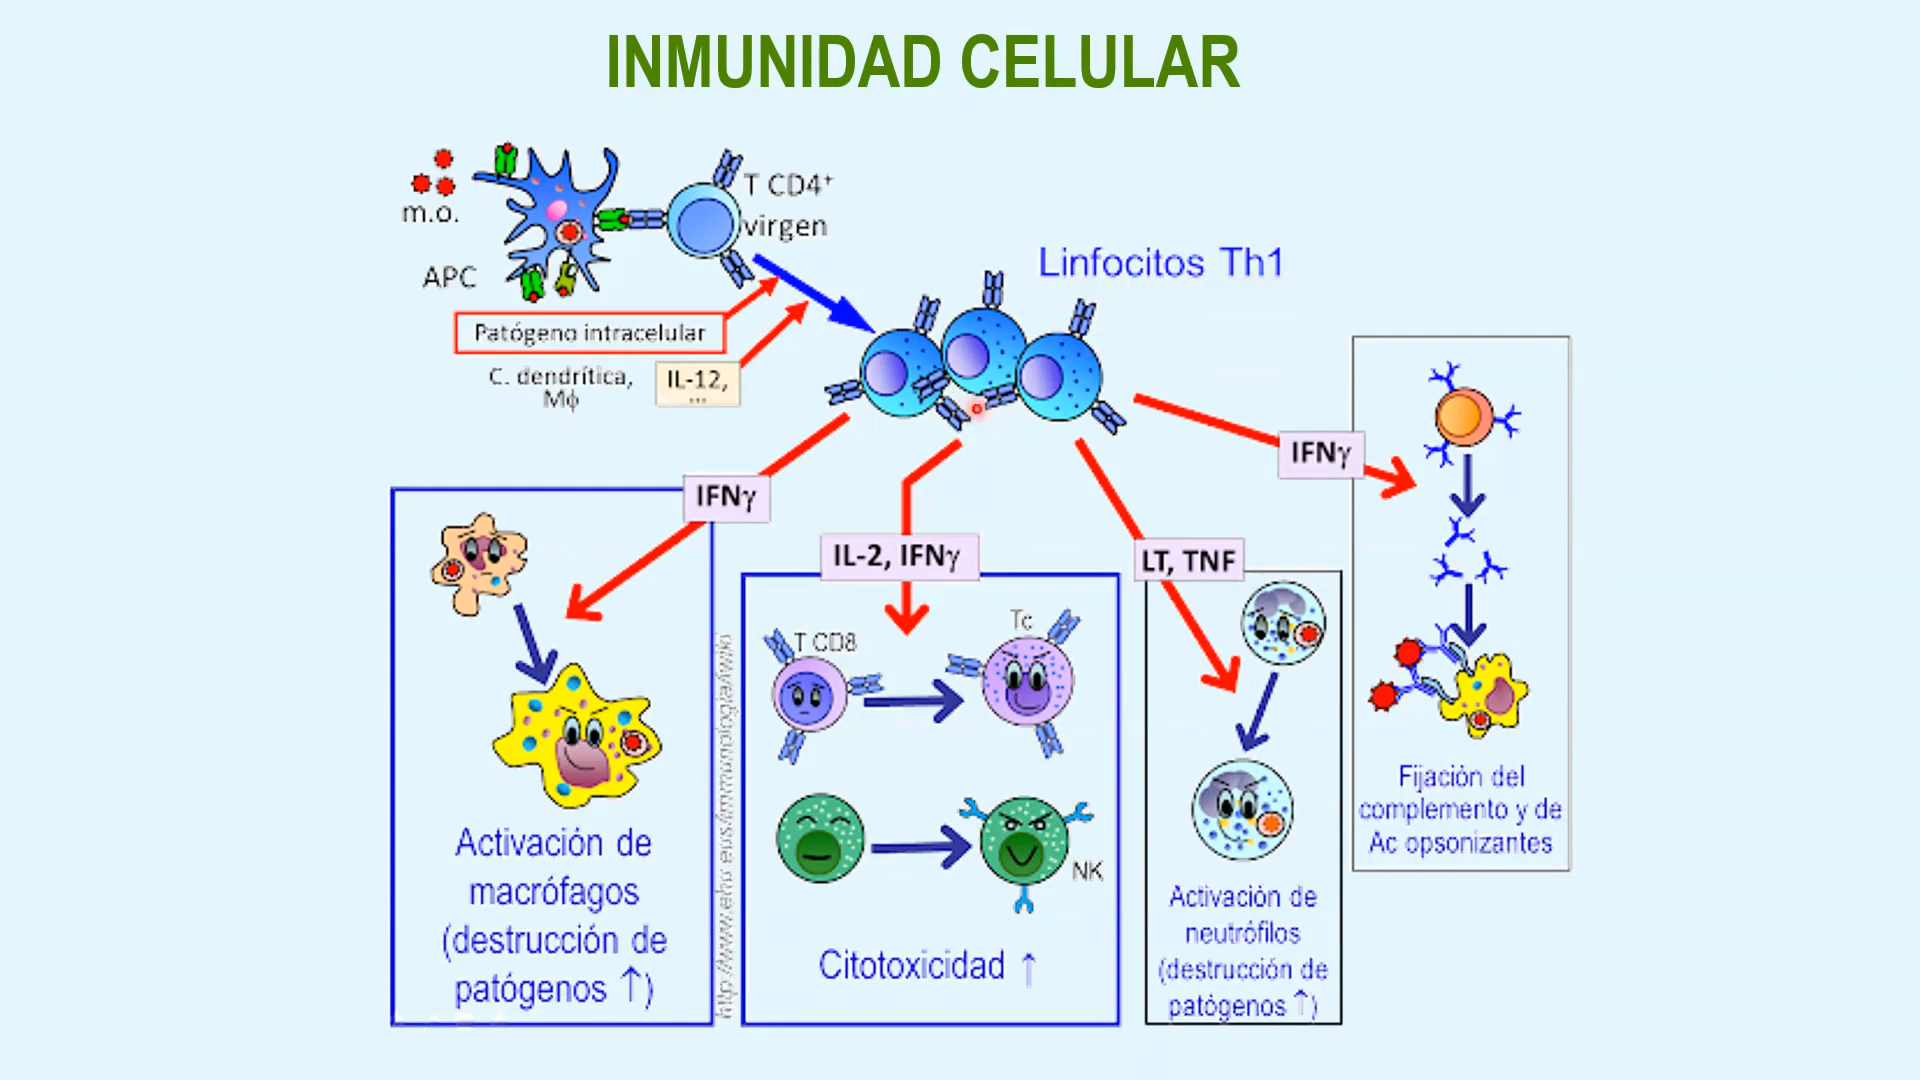 INMUNIDAD CELULAR
m.o.
T CD4⁺
virgen
APC
Linfocitos Th1
Patógeno intracelular
C. dendrítica,
Mϕ
IL-12,
...
IFNγ
IFNγ
IL-2, IFNγ
LT, TNF
T CD8
Tc
NK
Activación de
macrófagos
(destrucción de
patógenos ↑)
Citotoxicidad ↑
Activación de
neutrófilos
(destrucción de
patógenos ↑)
Fijación del
complemento y de
Ac opsonizantes